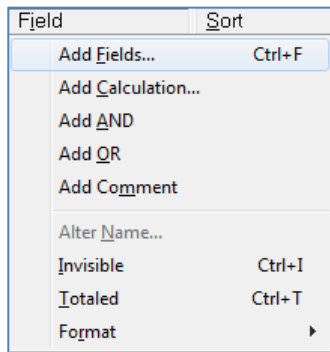 Field Sort
Add Fields... Ctrl+F
Add Calculation...
Add AND
Add OR
Add Comment
Alter Name...
Invisible Ctrl+I
Totaled Ctrl+T
Format